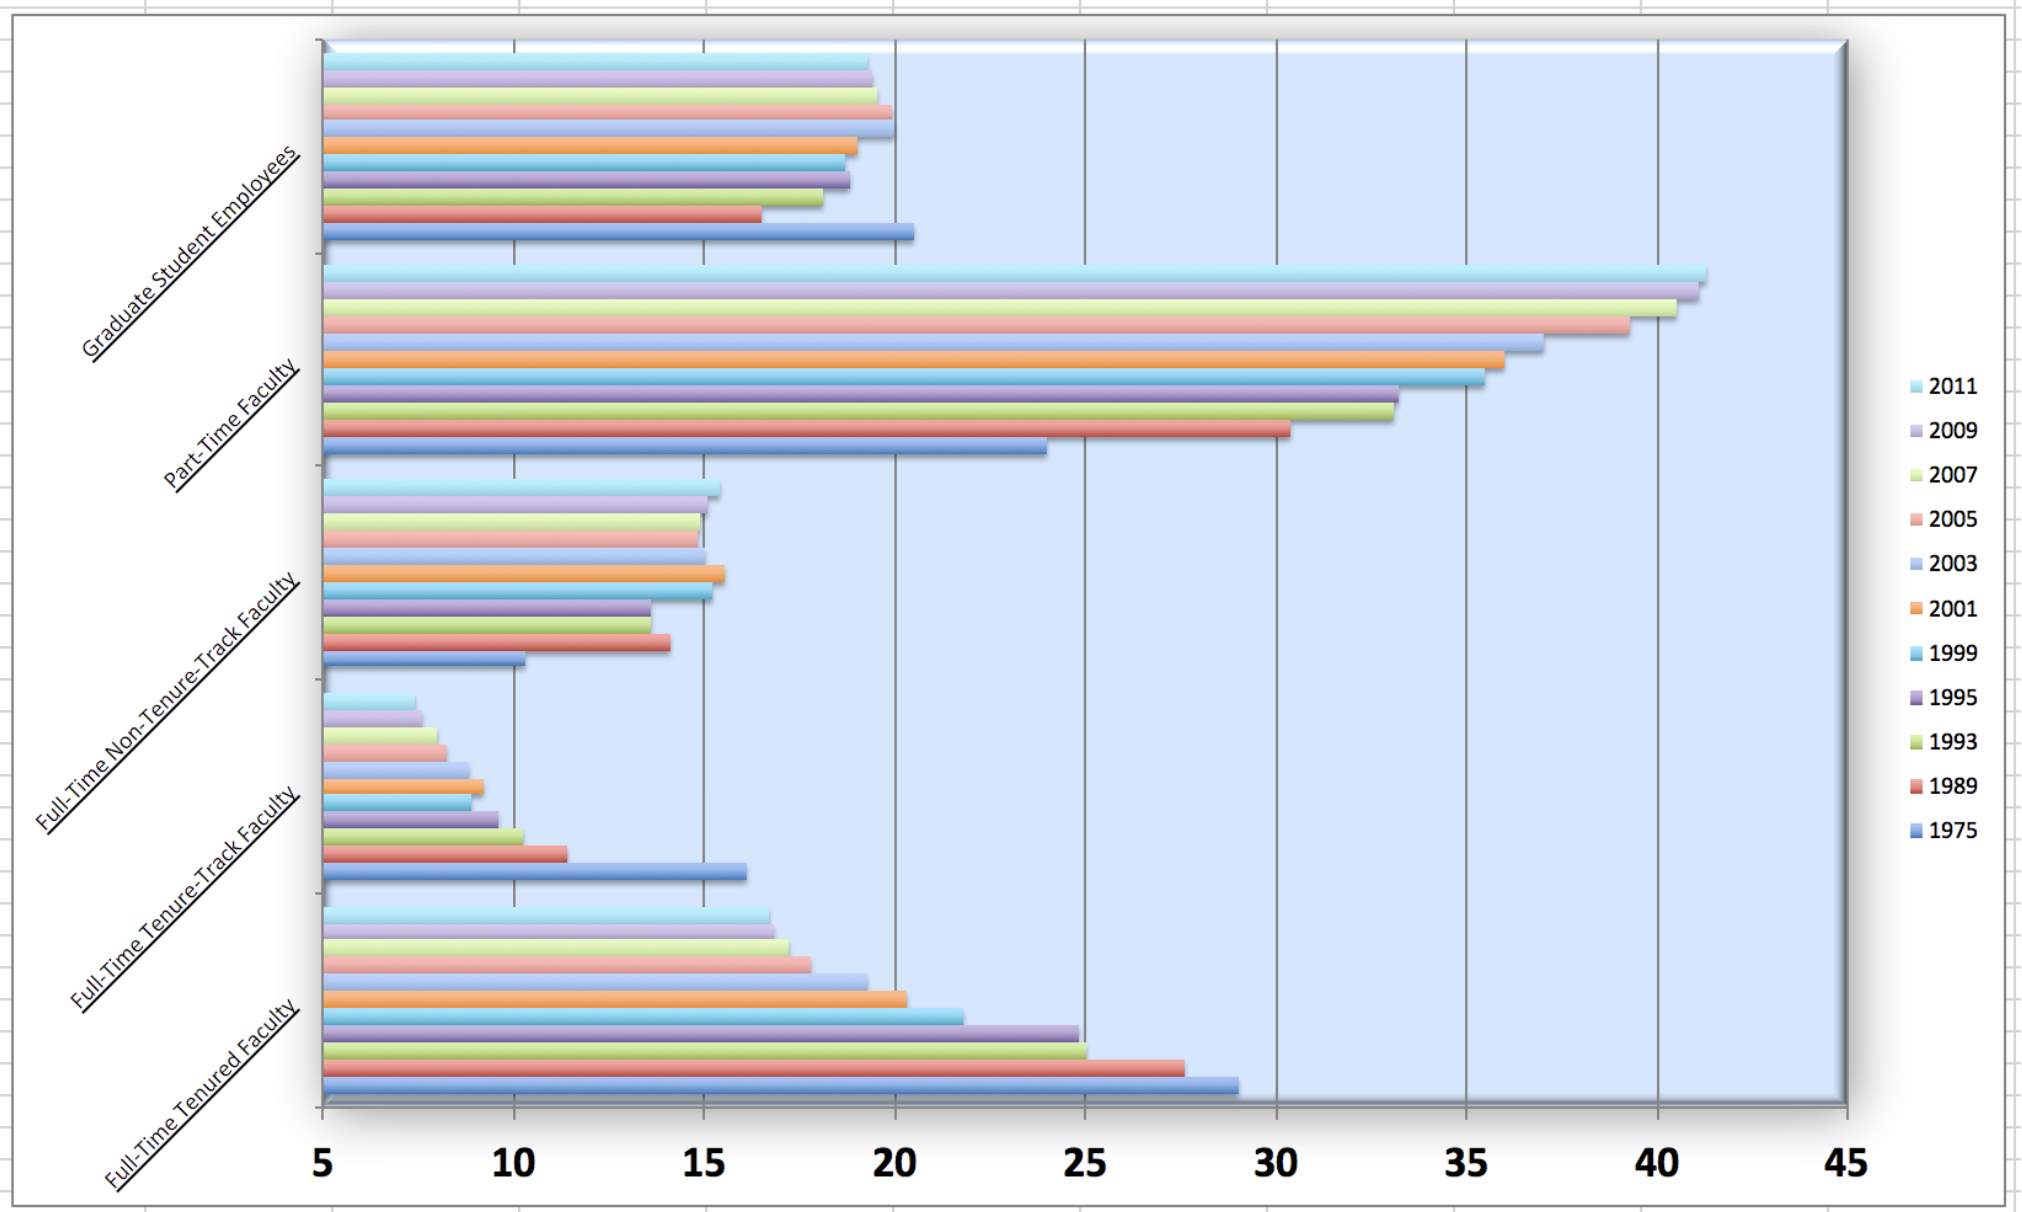 Graduate Student Employees
Part-Time Faculty
Full-Time Non-Tenure-Track Faculty
Full-Time Tenure-Track Faculty
Full-Time Tenured Faculty
5 10 15 20 25 30 35 40 45
2011
2009
2007
2005
2003
2001
1999
1995
1993
1989
1975